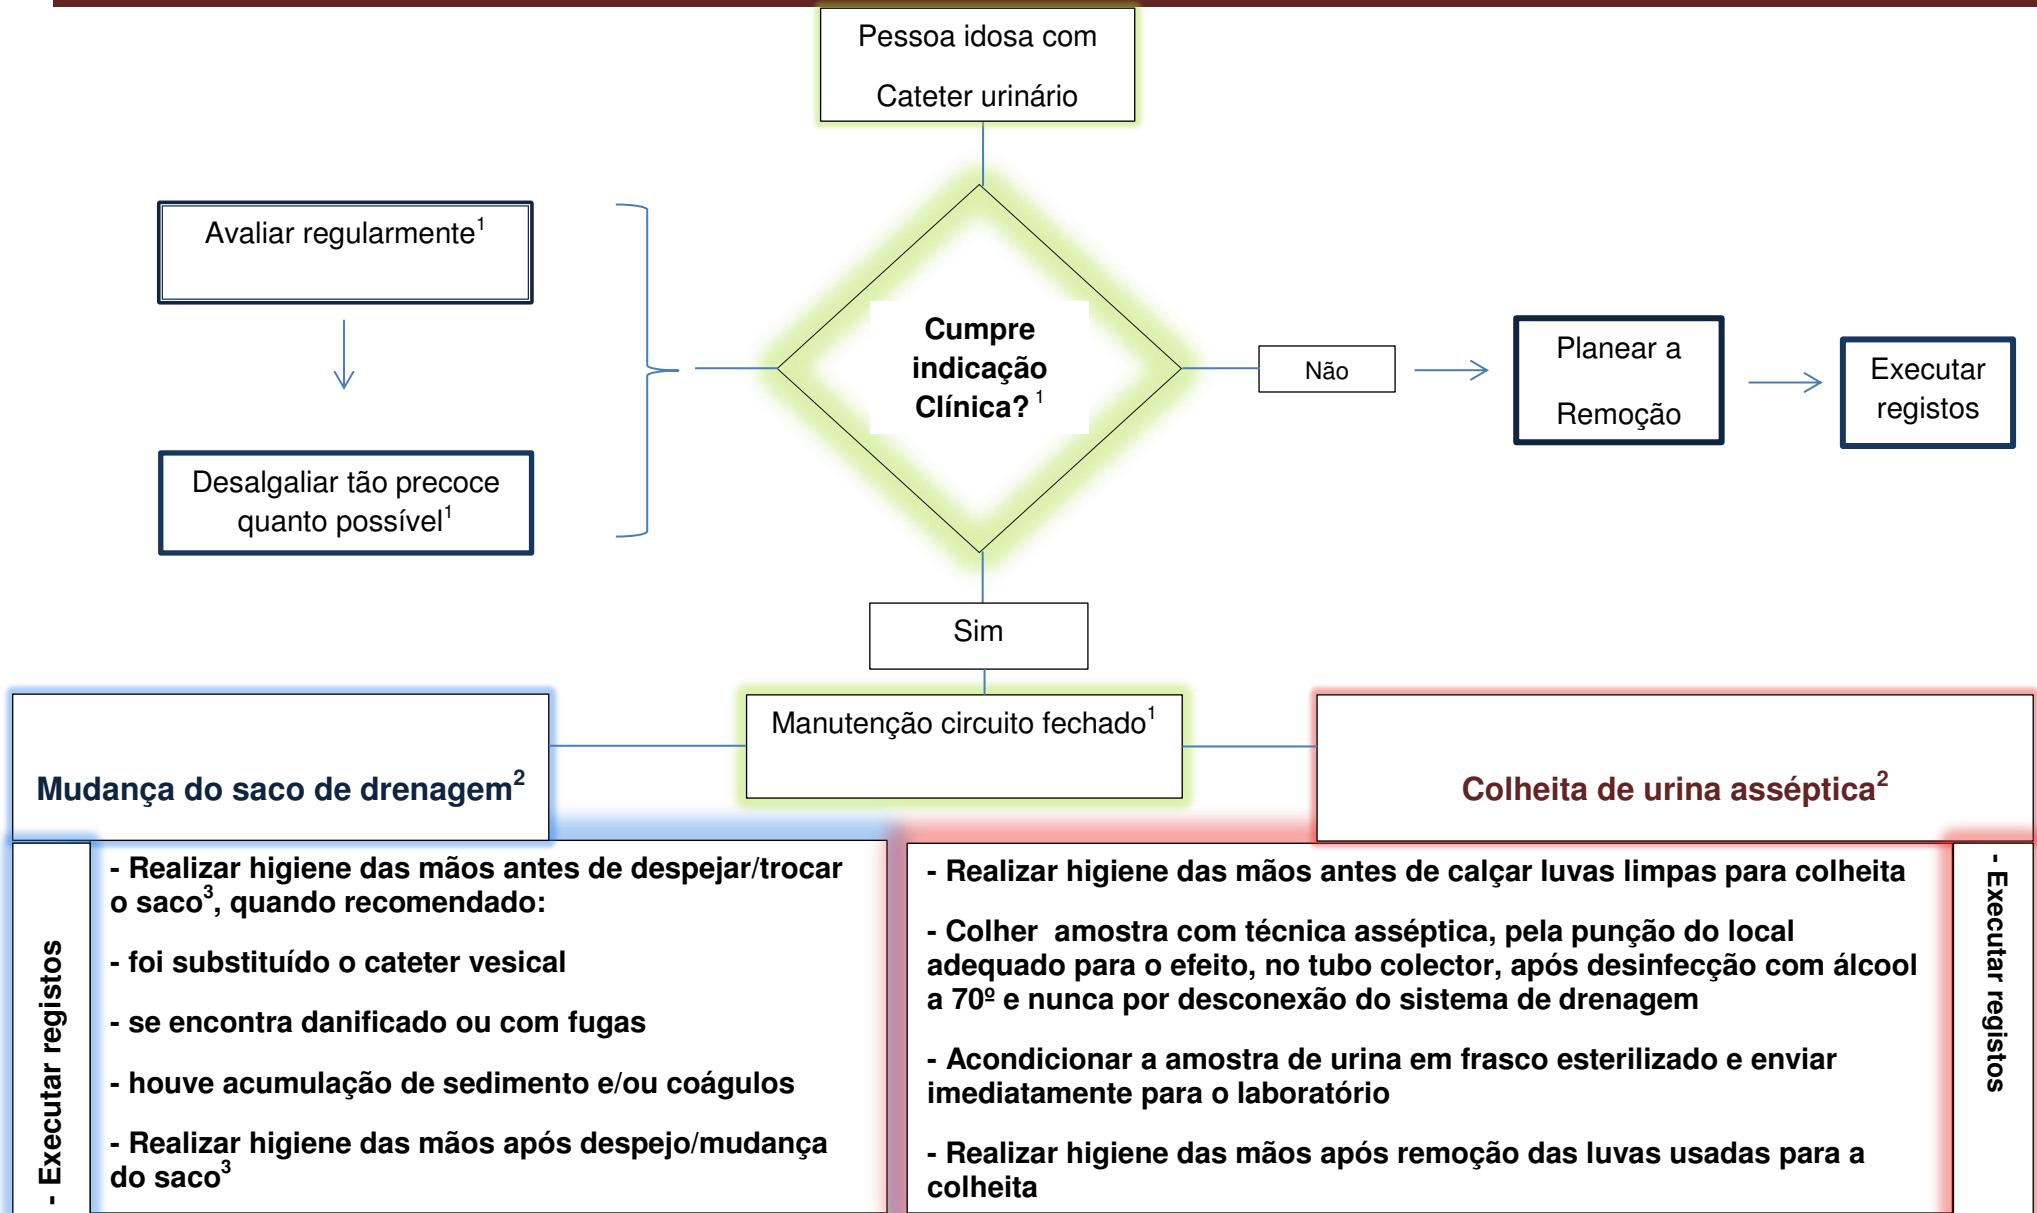 Pessoa idosa com
Cateter urinário
Avaliar regularmente¹
Desalgaliar tão precoce
quanto possível¹
Cumpre
indicação
Clínica? ¹
Não
Planear a
Remoção
Executar
registos
Sim
Manutenção circuito fechado¹
Mudança do saco de drenagem²
Colheita de urina asséptica²
- Executar registos
- Realizar higiene das mãos antes de despejar/trocar
o saco³, quando recomendado:
- foi substituído o cateter vesical
- se encontra danificado ou com fugas
- houve acumulação de sedimento e/ou coágulos
- Realizar higiene das mãos após despejo/mudança
do saco³
- Realizar higiene das mãos antes de calçar luvas limpas para colheita
- Colher amostra com técnica asséptica, pela punção do local
adequado para o efeito, no tubo colector, após desinfecção com álcool
a 70º e nunca por desconexão do sistema de drenagem
- Acondicionar a amostra de urina em frasco esterilizado e enviar
imediatamente para o laboratório
- Realizar higiene das mãos após remoção das luvas usadas para a
colheita
- Executar registos